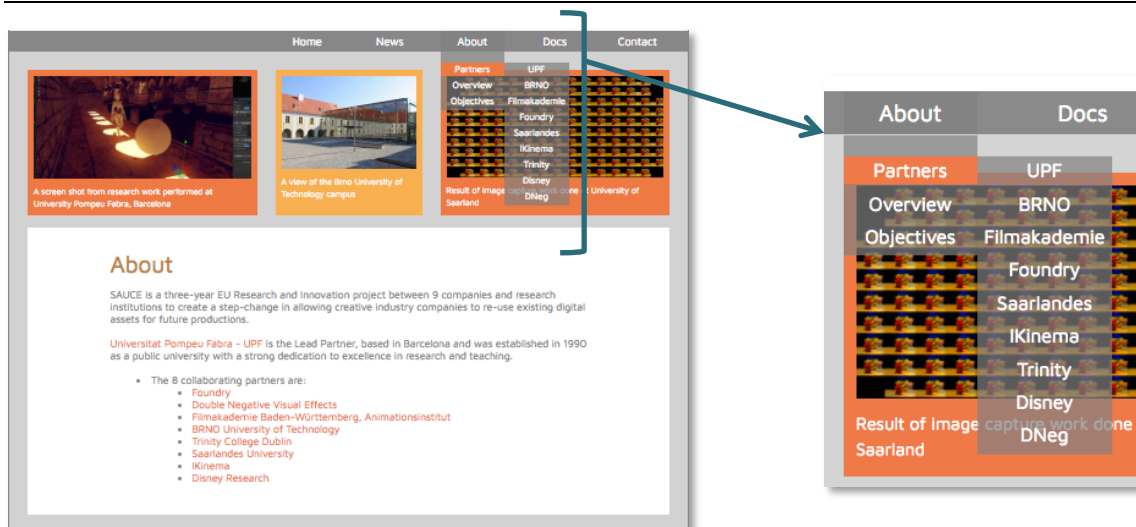 Home News About Docs Contact
Partners UPF
Overview BRNO
Objectives Filmakademie
Foundry
Saarlandes
IKinema
Trinity
Disney
DNeg
A screen shot from research work performed at
University Pompeu Fabra, Barcelona
A view of the Brno University of
Technology campus
Result of image capture work done at University of
Saarland
About
SAUCE is a three-year EU Research and Innovation project between 9 companies and research
institutions to create a step-change in allowing creative industry companies to re-use existing digital
assets for future productions.
Universitat Pompeu Fabra - UPF is the Lead Partner, based in Barcelona and was established in 1990
as a public university with a strong dedication to excellence in research and teaching.
The 8 collaborating partners are:
Foundry
Double Negative Visual Effects
Filmakademie Baden-Württemberg, Animationsinstitut
BRNO University of Technology
Trinity College Dublin
Saarlandes University
IKinema
Disney Research
About Docs
Partners UPF
Overview BRNO
Objectives Filmakademie
Foundry
Saarlandes
IKinema
Trinity
Disney
DNeg
Result of image capture work done
Saarland